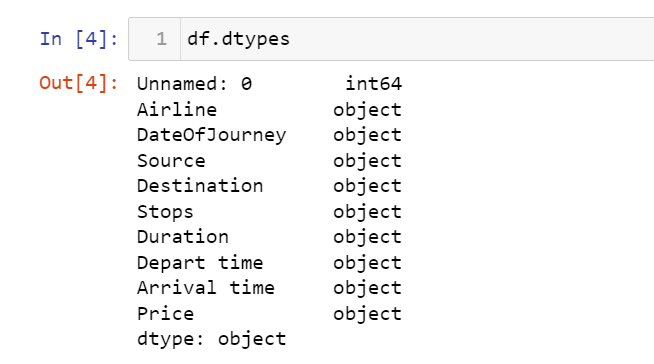 In [4]: 1 df.dtypes
Out[4]: Unnamed: 0 int64
Airline object
DateOfJourney object
Source object
Destination object
Stops object
Duration object
Depart time object
Arrival time object
Price object
dtype: object